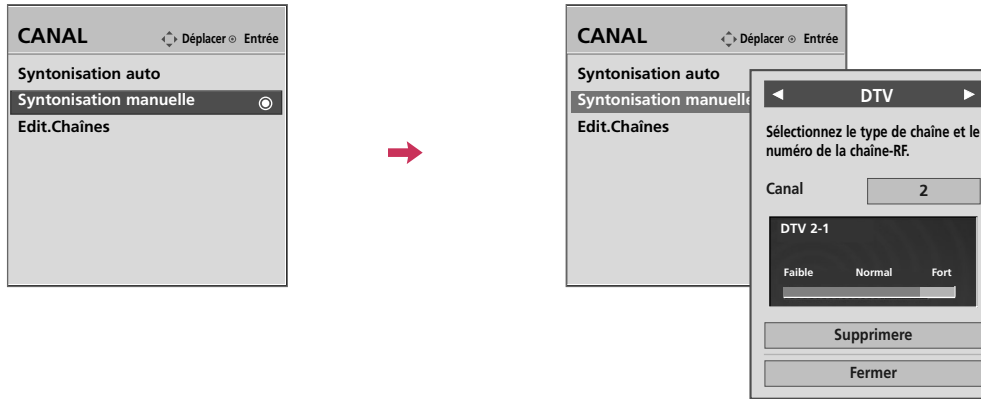 CANAL
Déplacer Entrée
Syntonisation auto
Syntonisation manuelle
Edit.Chaînes
CANAL
Déplacer Entrée
Syntonisation auto
Syntonisation manuelle
Edit.Chaînes
DTV
Sélectionnez le type de chaîne et le
numéro de la chaîne-RF.
Canal 2
DTV 2-1
Faible Normal Fort
Supprimere
Fermer